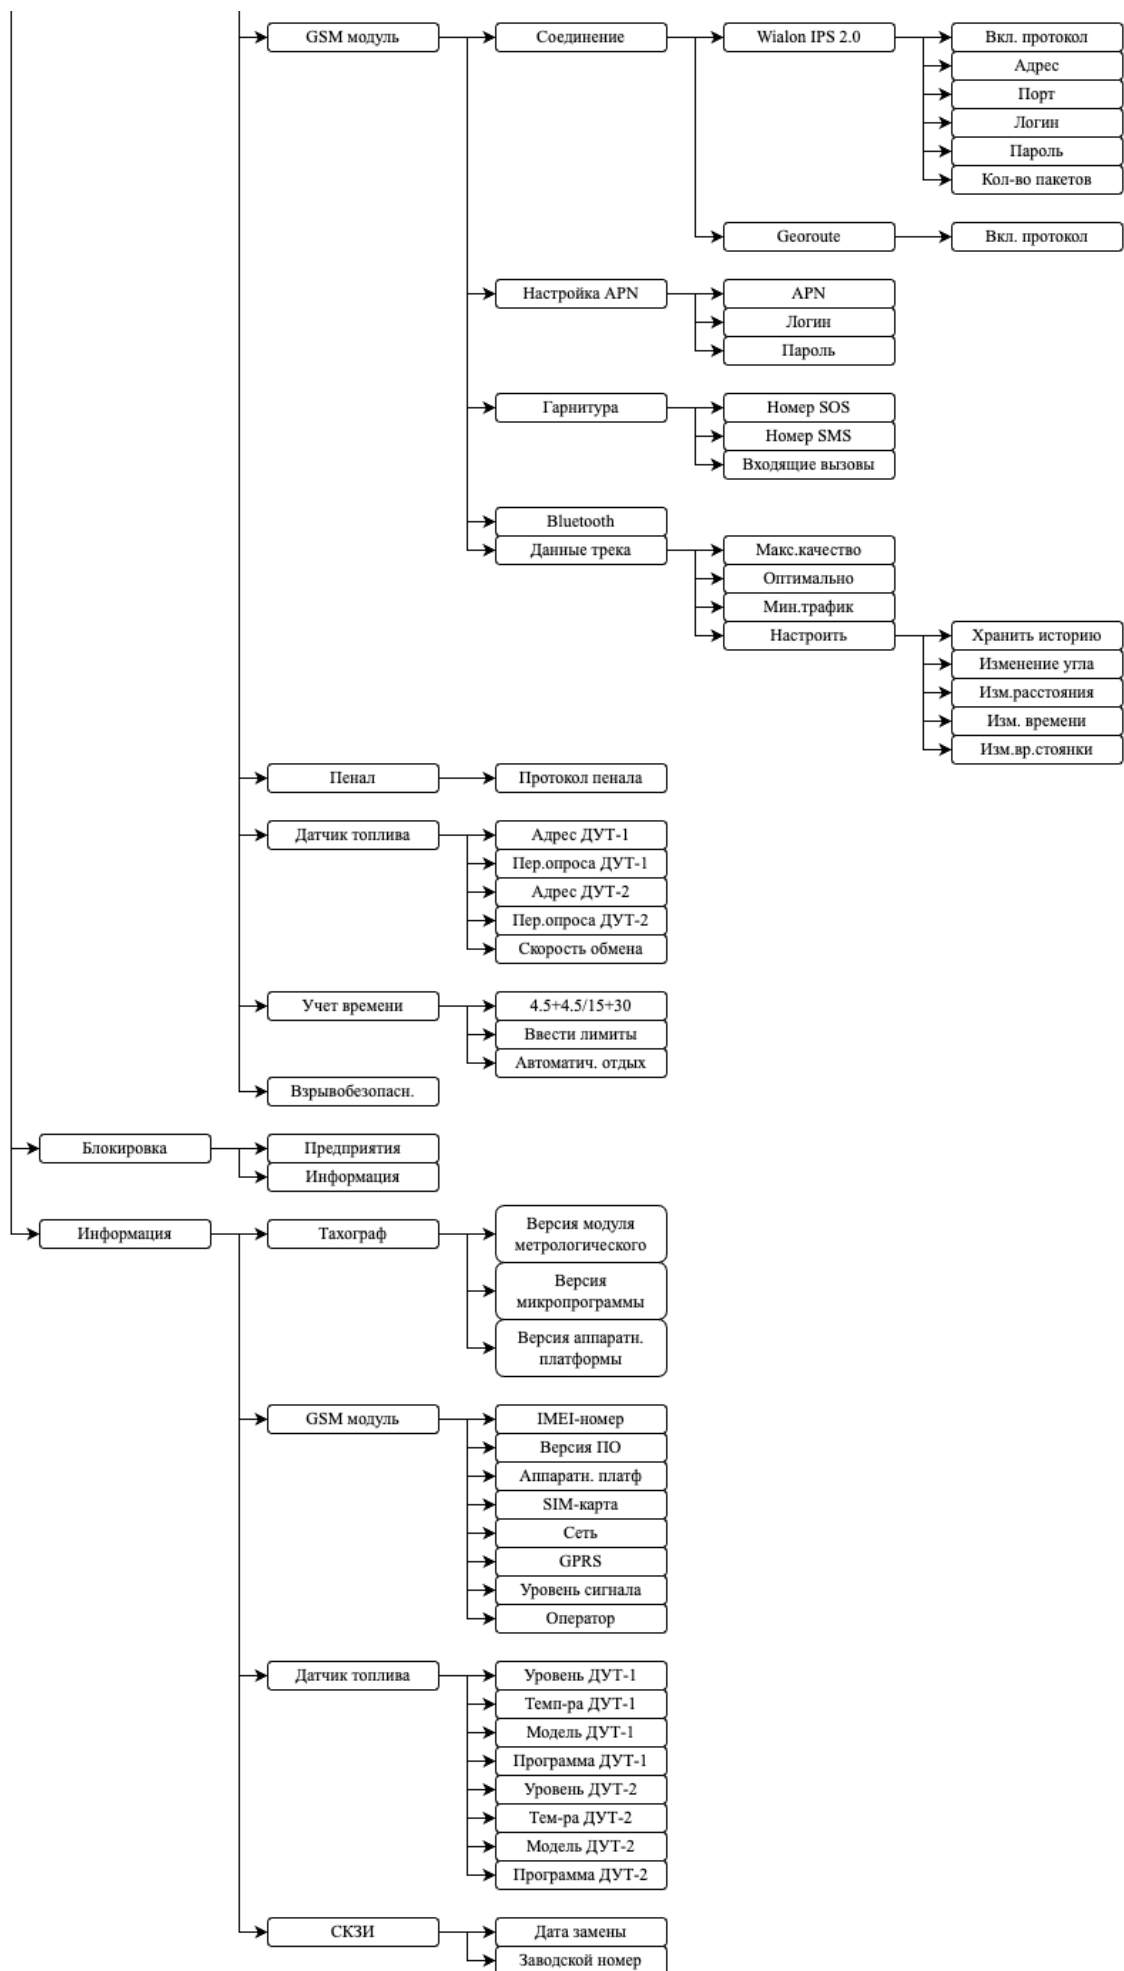 GSM модуль
Соединение
Wialon IPS 2.0
Вкл. протокол
Адрес
Порт
Логин
Пароль
Кол-во пакетов
Georoute
Вкл. протокол
Настройка APN
APN
Логин
Пароль
Гарнитура
Номер SOS
Номер SMS
Входящие вызовы
Bluetooth
Данные трека
Макс.качество
Оптимально
Мин.трафик
Настроить
Хранить историю
Изменение угла
Изм.расстояния
Изм. времени
Изм.вр.стоянки
Пенал
Протокол пенала
Датчик топлива
Адрес ДУТ-1
Пер.опроса ДУТ-1
Адрес ДУТ-2
Пер.опроса ДУТ-2
Скорость обмена
Учет времени
4.5+4.5/15+30
Ввести лимиты
Автоматич. отдых
Взрывобезопасн.
Блокировка
Предприятия
Информация
Информация
Тахограф
Версия модуля
метрологического
Версия
микропрограммы
Версия аппаратн.
платформы
GSM модуль
IMEI-номер
Версия ПО
Аппаратн. платф
SIM-карта
Сеть
GPRS
Уровень сигнала
Оператор
Датчик топлива
Уровень ДУТ-1
Темп-ра ДУТ-1
Модель ДУТ-1
Программа ДУТ-1
Уровень ДУТ-2
Тем-ра ДУТ-2
Модель ДУТ-2
Программа ДУТ-2
СКЗИ
Дата замены
Заводской номер